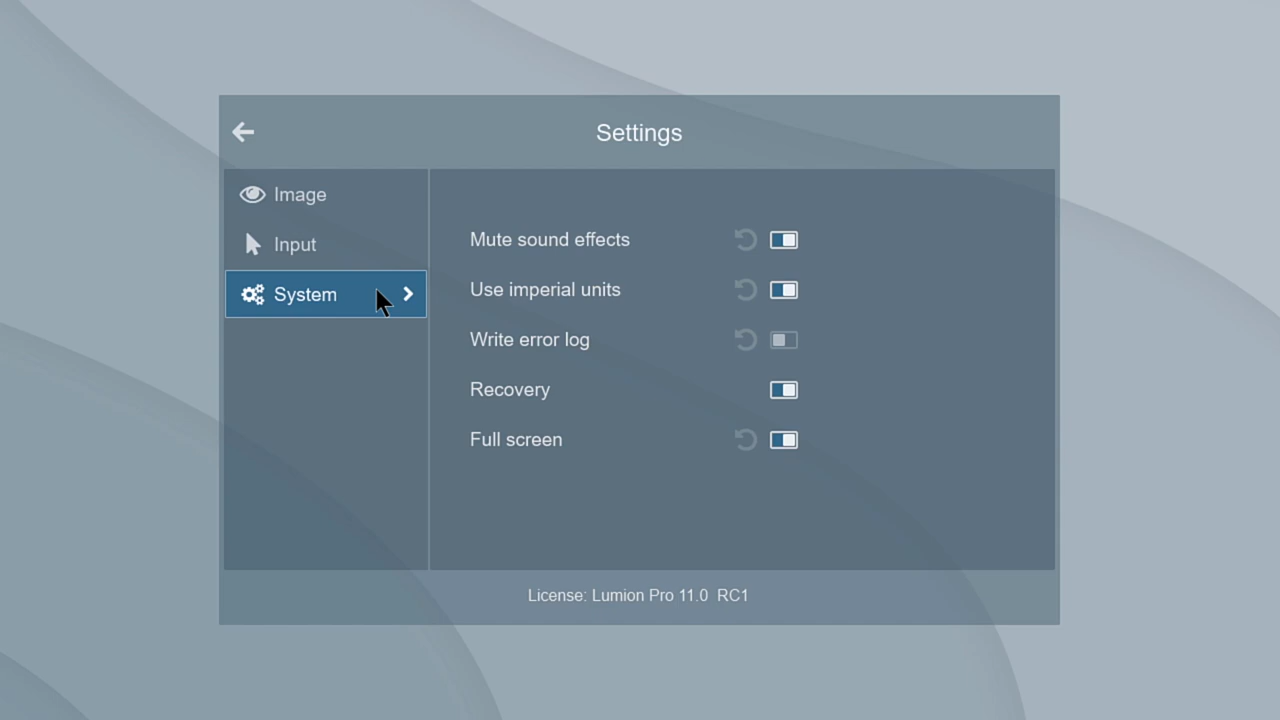 Settings
Image
Input
System
Mute sound effects
Use imperial units
Write error log
Recovery
Full screen
License: Lumion Pro 11.0 RC1